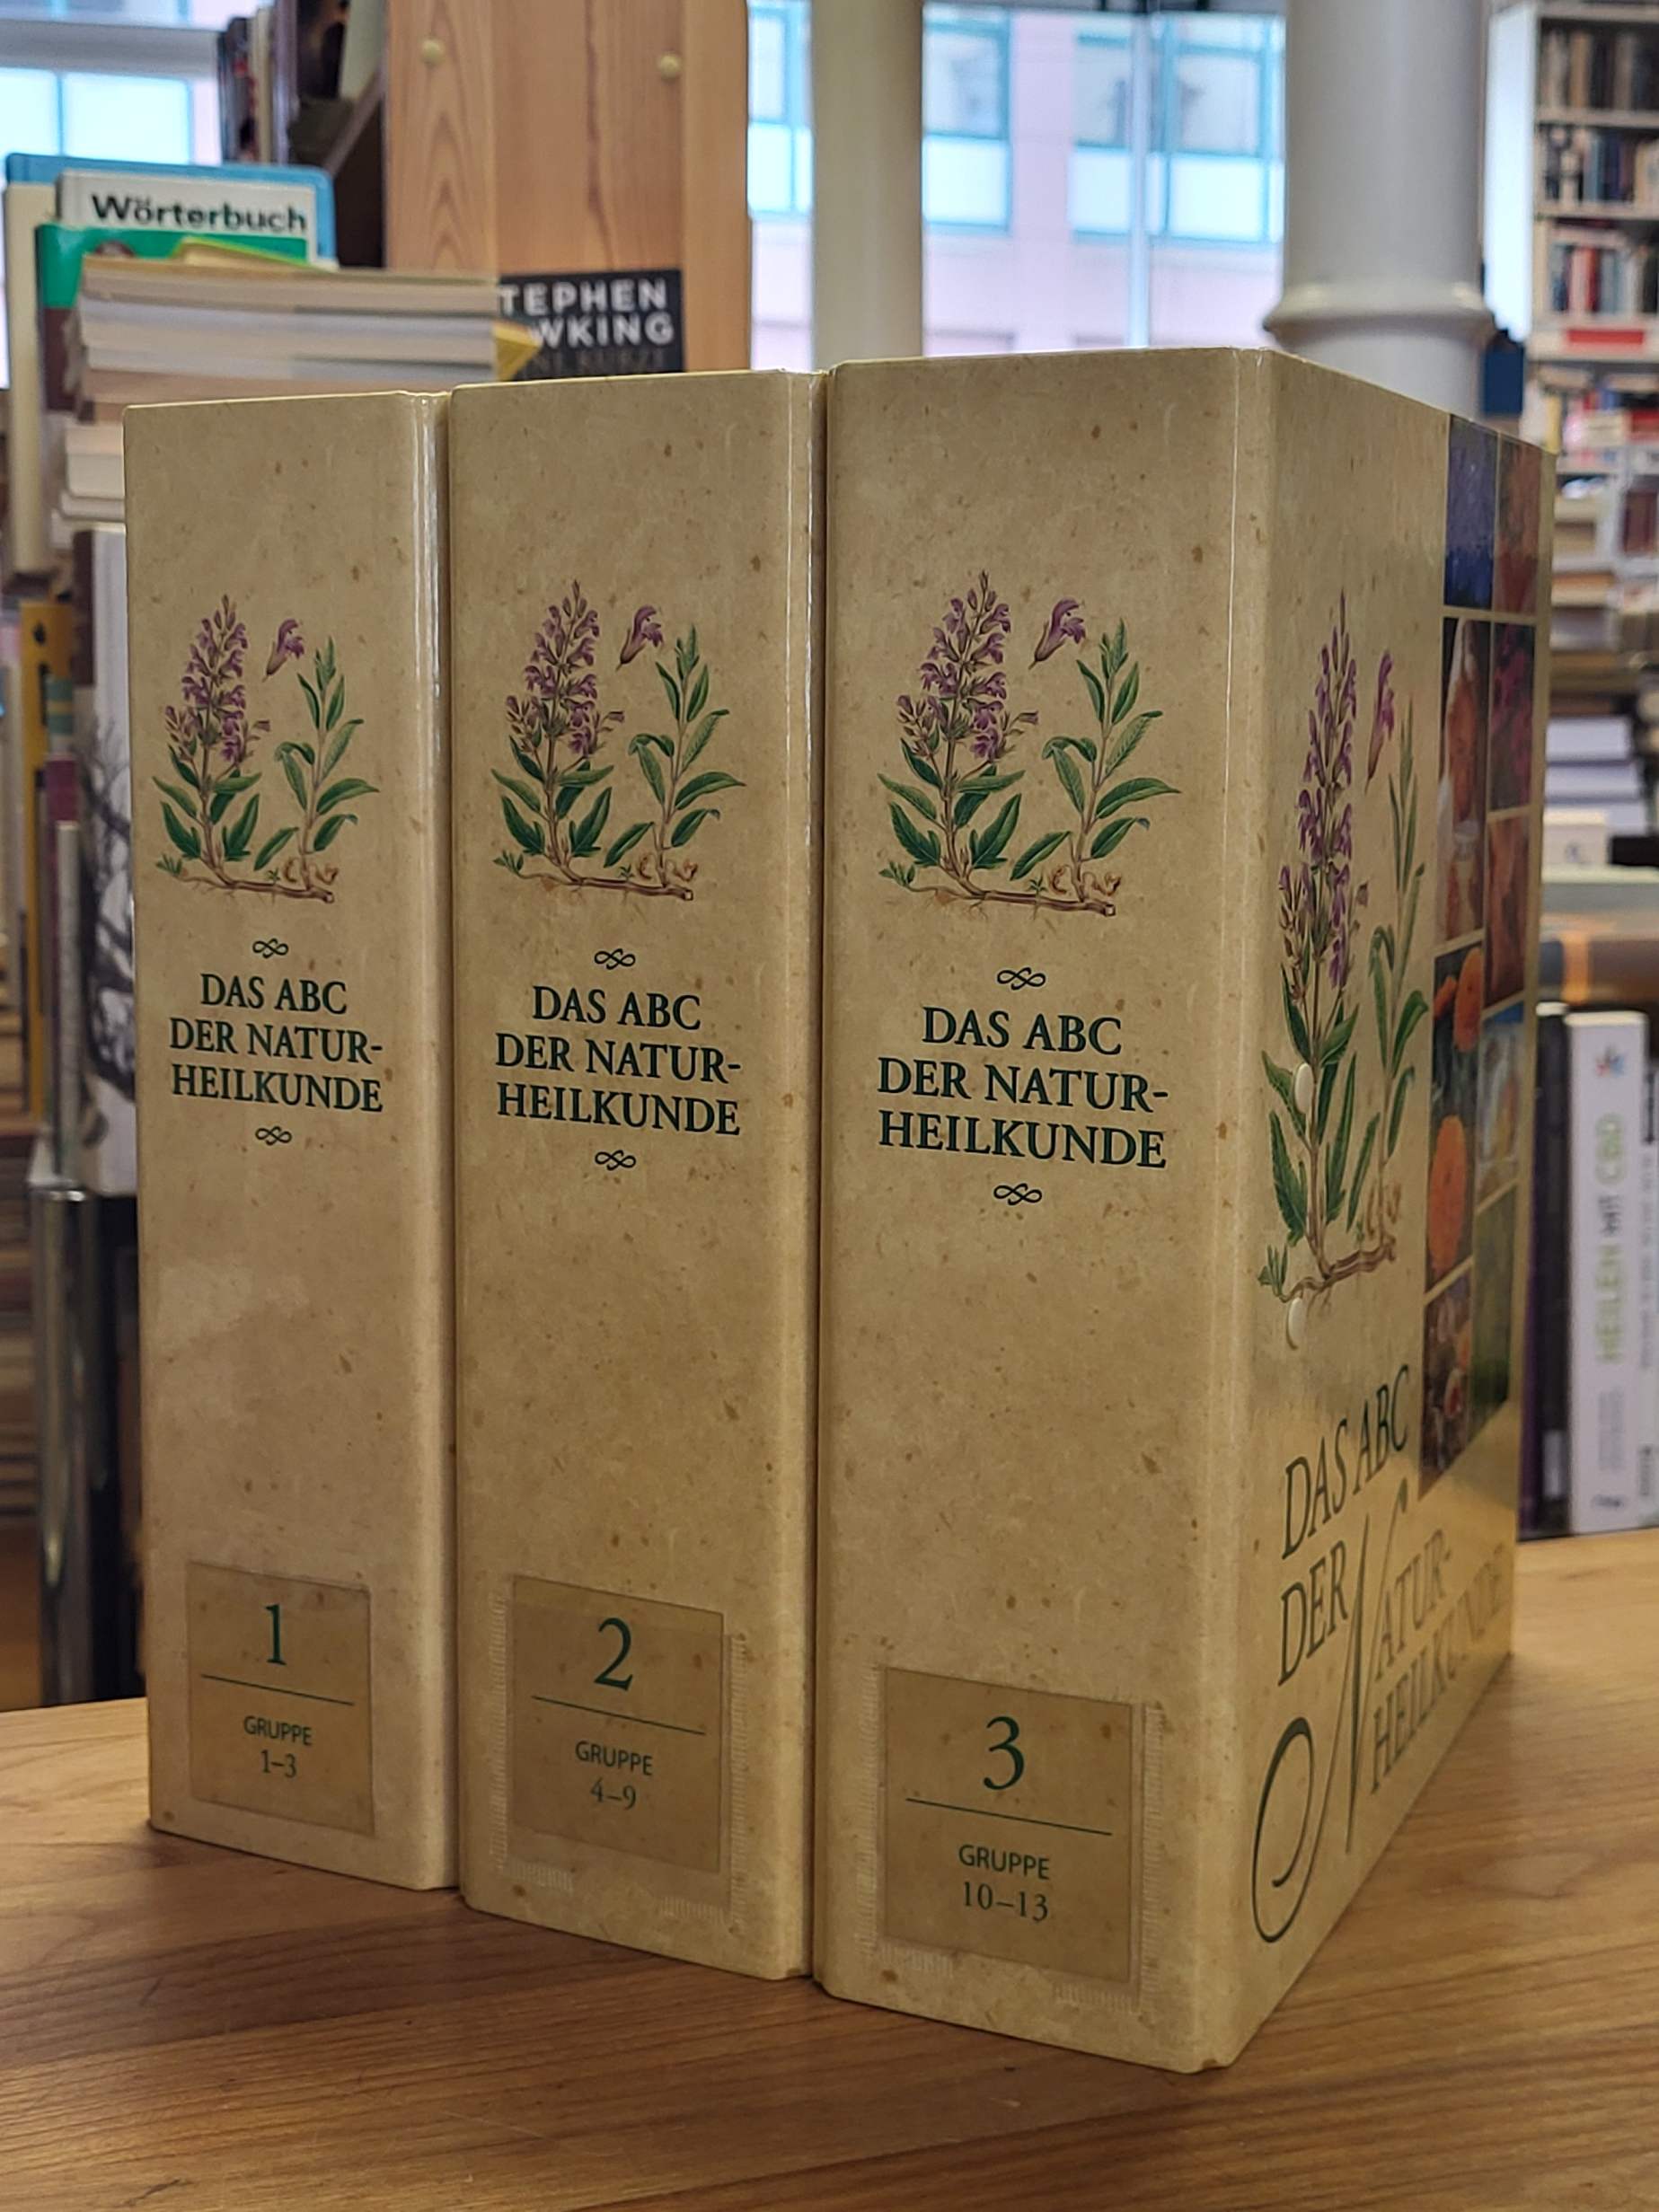 Wörterbuch
TEPHEN
WKING
DAS ABC
DER NATUR-
HEILKUNDE
1
GRUPPE
1–3
DAS ABC
DER NATUR-
HEILKUNDE
2
GRUPPE
4–9
DAS ABC
DER NATUR-
HEILKUNDE
3
GRUPPE
10–13
DAS ABC
DER NATUR-
HEILKUNDE
HEILEN MIT CBD